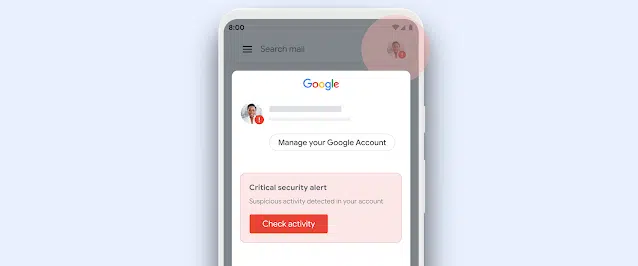 8:00
Search mail
Google
Manage your Google Account
Critical security alert
Suspicious activity detected in your account
Check activity